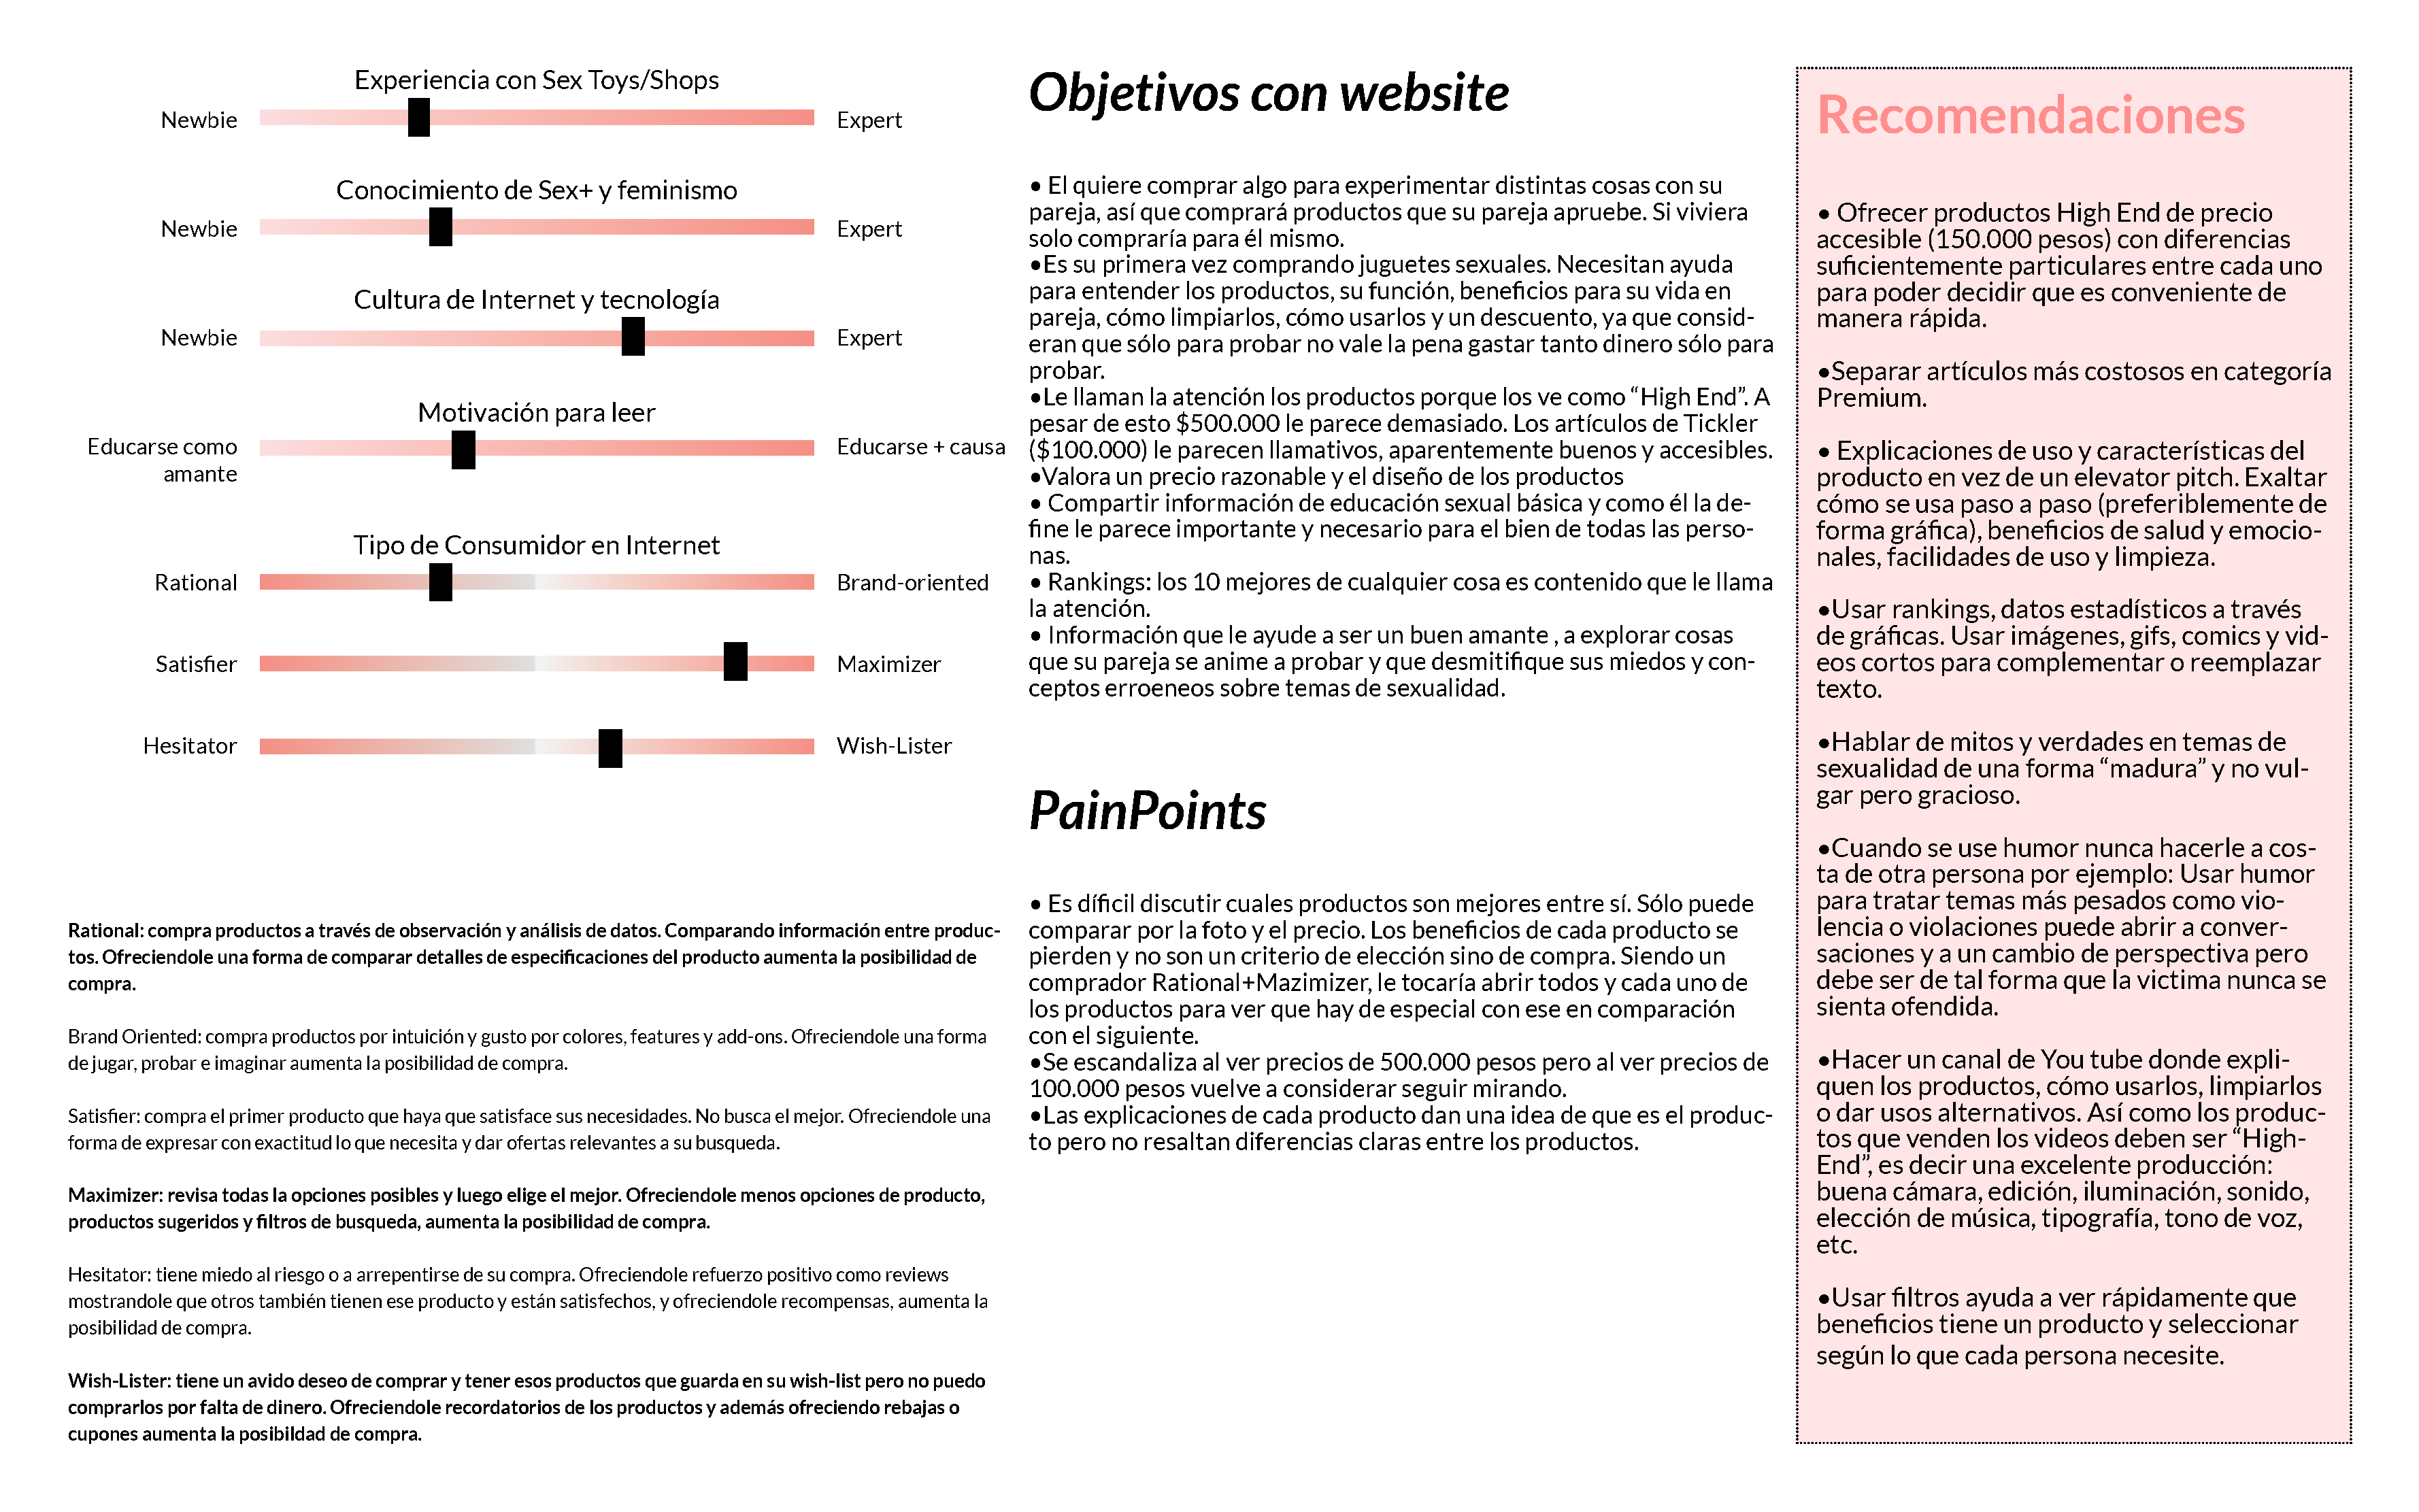 Experiencia con Sex Toys/Shops
Newbie
Expert
Conocimiento de Sex+ y feminismo
Newbie
Expert
Cultura de Internet y tecnología
Newbie
Expert
Motivación para leer
Educarse como
amante
Educarse + causa
Tipo de Consumidor en Internet
Rational
Brand-oriented
Satisfier
Maximizer
Hesitator
Wish-Lister
Rational: compra productos a través de observación y análisis de datos. Comparando información entre produc-
tos. Ofreciendole una forma de comparar detalles de especificaciones del producto aumenta la posibilidad de
compra.
Brand Oriented: compra productos por intuición y gusto por colores, features y add-ons. Ofreciendole una forma
de jugar, probar e imaginar aumenta la posibilidad de compra.
Satisfier: compra el primer producto que haya que satisface sus necesidades. No busca el mejor. Ofreciendole una
forma de expresar con exactitud lo que necesita y dar ofertas relevantes a su busqueda.
Maximizer: revisa todas la opciones posibles y luego elige el mejor. Ofreciendole menos opciones de producto,
productos sugeridos y filtros de busqueda, aumenta la posibilidad de compra.
Hesitator: tiene miedo al riesgo o a arrepentirse de su compra. Ofreciendole refuerzo positivo como reviews
mostrandole que otros también tienen ese producto y están satisfechos, y ofreciendole recompensas, aumenta la
posibilidad de compra.
Wish-Lister: tiene un avido deseo de comprar y tener esos productos que guarda en su wish-list pero no puedo
comprarlos por falta de dinero. Ofreciendole recordatorios de los productos y además ofreciendo rebajas o
cupones aumenta la posibildad de compra.
Objetivos con website
• El quiere comprar algo para experimentar distintas cosas con su
pareja, así que comprará productos que su pareja apruebe. Si viviera
solo compraría para él mismo.
•Es su primera vez comprando juguetes sexuales. Necesitan ayuda
para entender los productos, su función, beneficios para su vida en
pareja, cómo limpiarlos, cómo usarlos y un descuento, ya que consid-
eran que sólo para probar no vale la pena gastar tanto dinero sólo para
probar.
•Le llaman la atención los productos porque los ve como “High End”. A
pesar de esto $500.000 le parece demasiado. Los artículos de Tickler
($100.000) le parecen llamativos, aparentemente buenos y accesibles.
•Valora un precio razonable y el diseño de los productos
• Compartir información de educación sexual básica y como él la de-
fine le parece importante y necesario para el bien de todas las perso-
nas.
• Rankings: los 10 mejores de cualquier cosa es contenido que le llama
la atención.
• Información que le ayude a ser un buen amante , a explorar cosas
que su pareja se anime a probar y que desmitifique sus miedos y con-
ceptos erroeneos sobre temas de sexualidad.
PainPoints
• Es díficil discutir cuales productos son mejores entre sí. Sólo puede
comparar por la foto y el precio. Los beneficios de cada producto se
pierden y no son un criterio de elección sino de compra. Siendo un
comprador Rational+Mazimizer, le tocaría abrir todos y cada uno de
los productos para ver que hay de especial con ese en comparación
con el siguiente.
•Se escandaliza al ver precios de 500.000 pesos pero al ver precios de
100.000 pesos vuelve a considerar seguir mirando.
•Las explicaciones de cada producto dan una idea de que es el produc-
to pero no resaltan diferencias claras entre los productos.
Recomendaciones
• Ofrecer productos High End de precio
accesible (150.000 pesos) con diferencias
suficientemente particulares entre cada uno
para poder decidir que es conveniente de
manera rápida.
•Separar artículos más costosos en categoría
Premium.
• Explicaciones de uso y características del
producto en vez de un elevator pitch. Exaltar
cómo se usa paso a paso (preferiblemente de
forma gráfica), beneficios de salud y emocio-
nales, facilidades de uso y limpieza.
•Usar rankings, datos estadísticos a través
de gráficas. Usar imágenes, gifs, comics y vid-
eos cortos para complementar o reemplazar
texto.
•Hablar de mitos y verdades en temas de
sexualidad de una forma “madura” y no vul-
gar pero gracioso.
•Cuando se use humor nunca hacerle a cos-
ta de otra persona por ejemplo: Usar humor
para tratar temas más pesados como vio-
lencia o violaciones puede abrir a conver-
saciones y a un cambio de perspectiva pero
debe ser de tal forma que la victima nunca se
sienta ofendida.
•Hacer un canal de You tube donde expli-
quen los productos, cómo usarlos, limpiarlos
o dar usos alternativos. Así como los produc-
tos que venden los videos deben ser “High-
End”, es decir una excelente producción:
buena cámara, edición, iluminación, sonido,
elección de música, tipografía, tono de voz,
etc.
•Usar filtros ayuda a ver rápidamente que
beneficios tiene un producto y seleccionar
según lo que cada persona necesite.